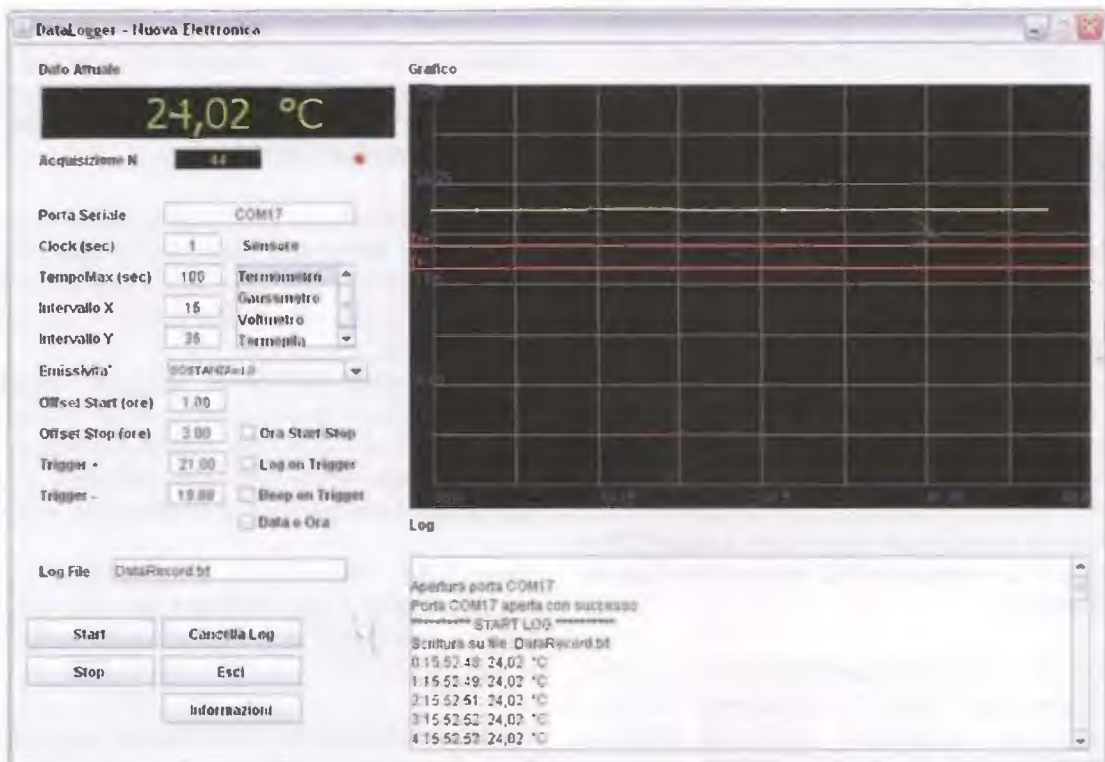 DataLogger - Nuova Elettronica
Dato Attuale
24,02 °C
Acquisizione N 44
Porta Seriale COM17
Clock (sec) 1 Sensore
TempoMax (sec) 100
Termometro
Gaussmetro
Voltmetro
Termopila
Intervallo X 15
Intervallo Y 35
Emissivita'
Offset Start (ore) 1.00
Offset Stop (ore) 3.00 Ora Start Stop
Trigger + 21.00 Log on Trigger
Trigger - 19.00 Beep on Trigger
Data e Ora
Log File DataRecord.txt
Start Cancella Log
Stop Esci
Informazioni
Grafico
Log
Apertura porta COM17
Porta COM17 aperta con successo
********** START LOG **********
Scrittura su file: DataRecord.txt
0:15.52.48: 24,02 °C
1:15.52.49: 24,02 °C
2:15.52.51: 24,02 °C
3:15.52.52: 24,02 °C
4:15.52.53: 24,02 °C